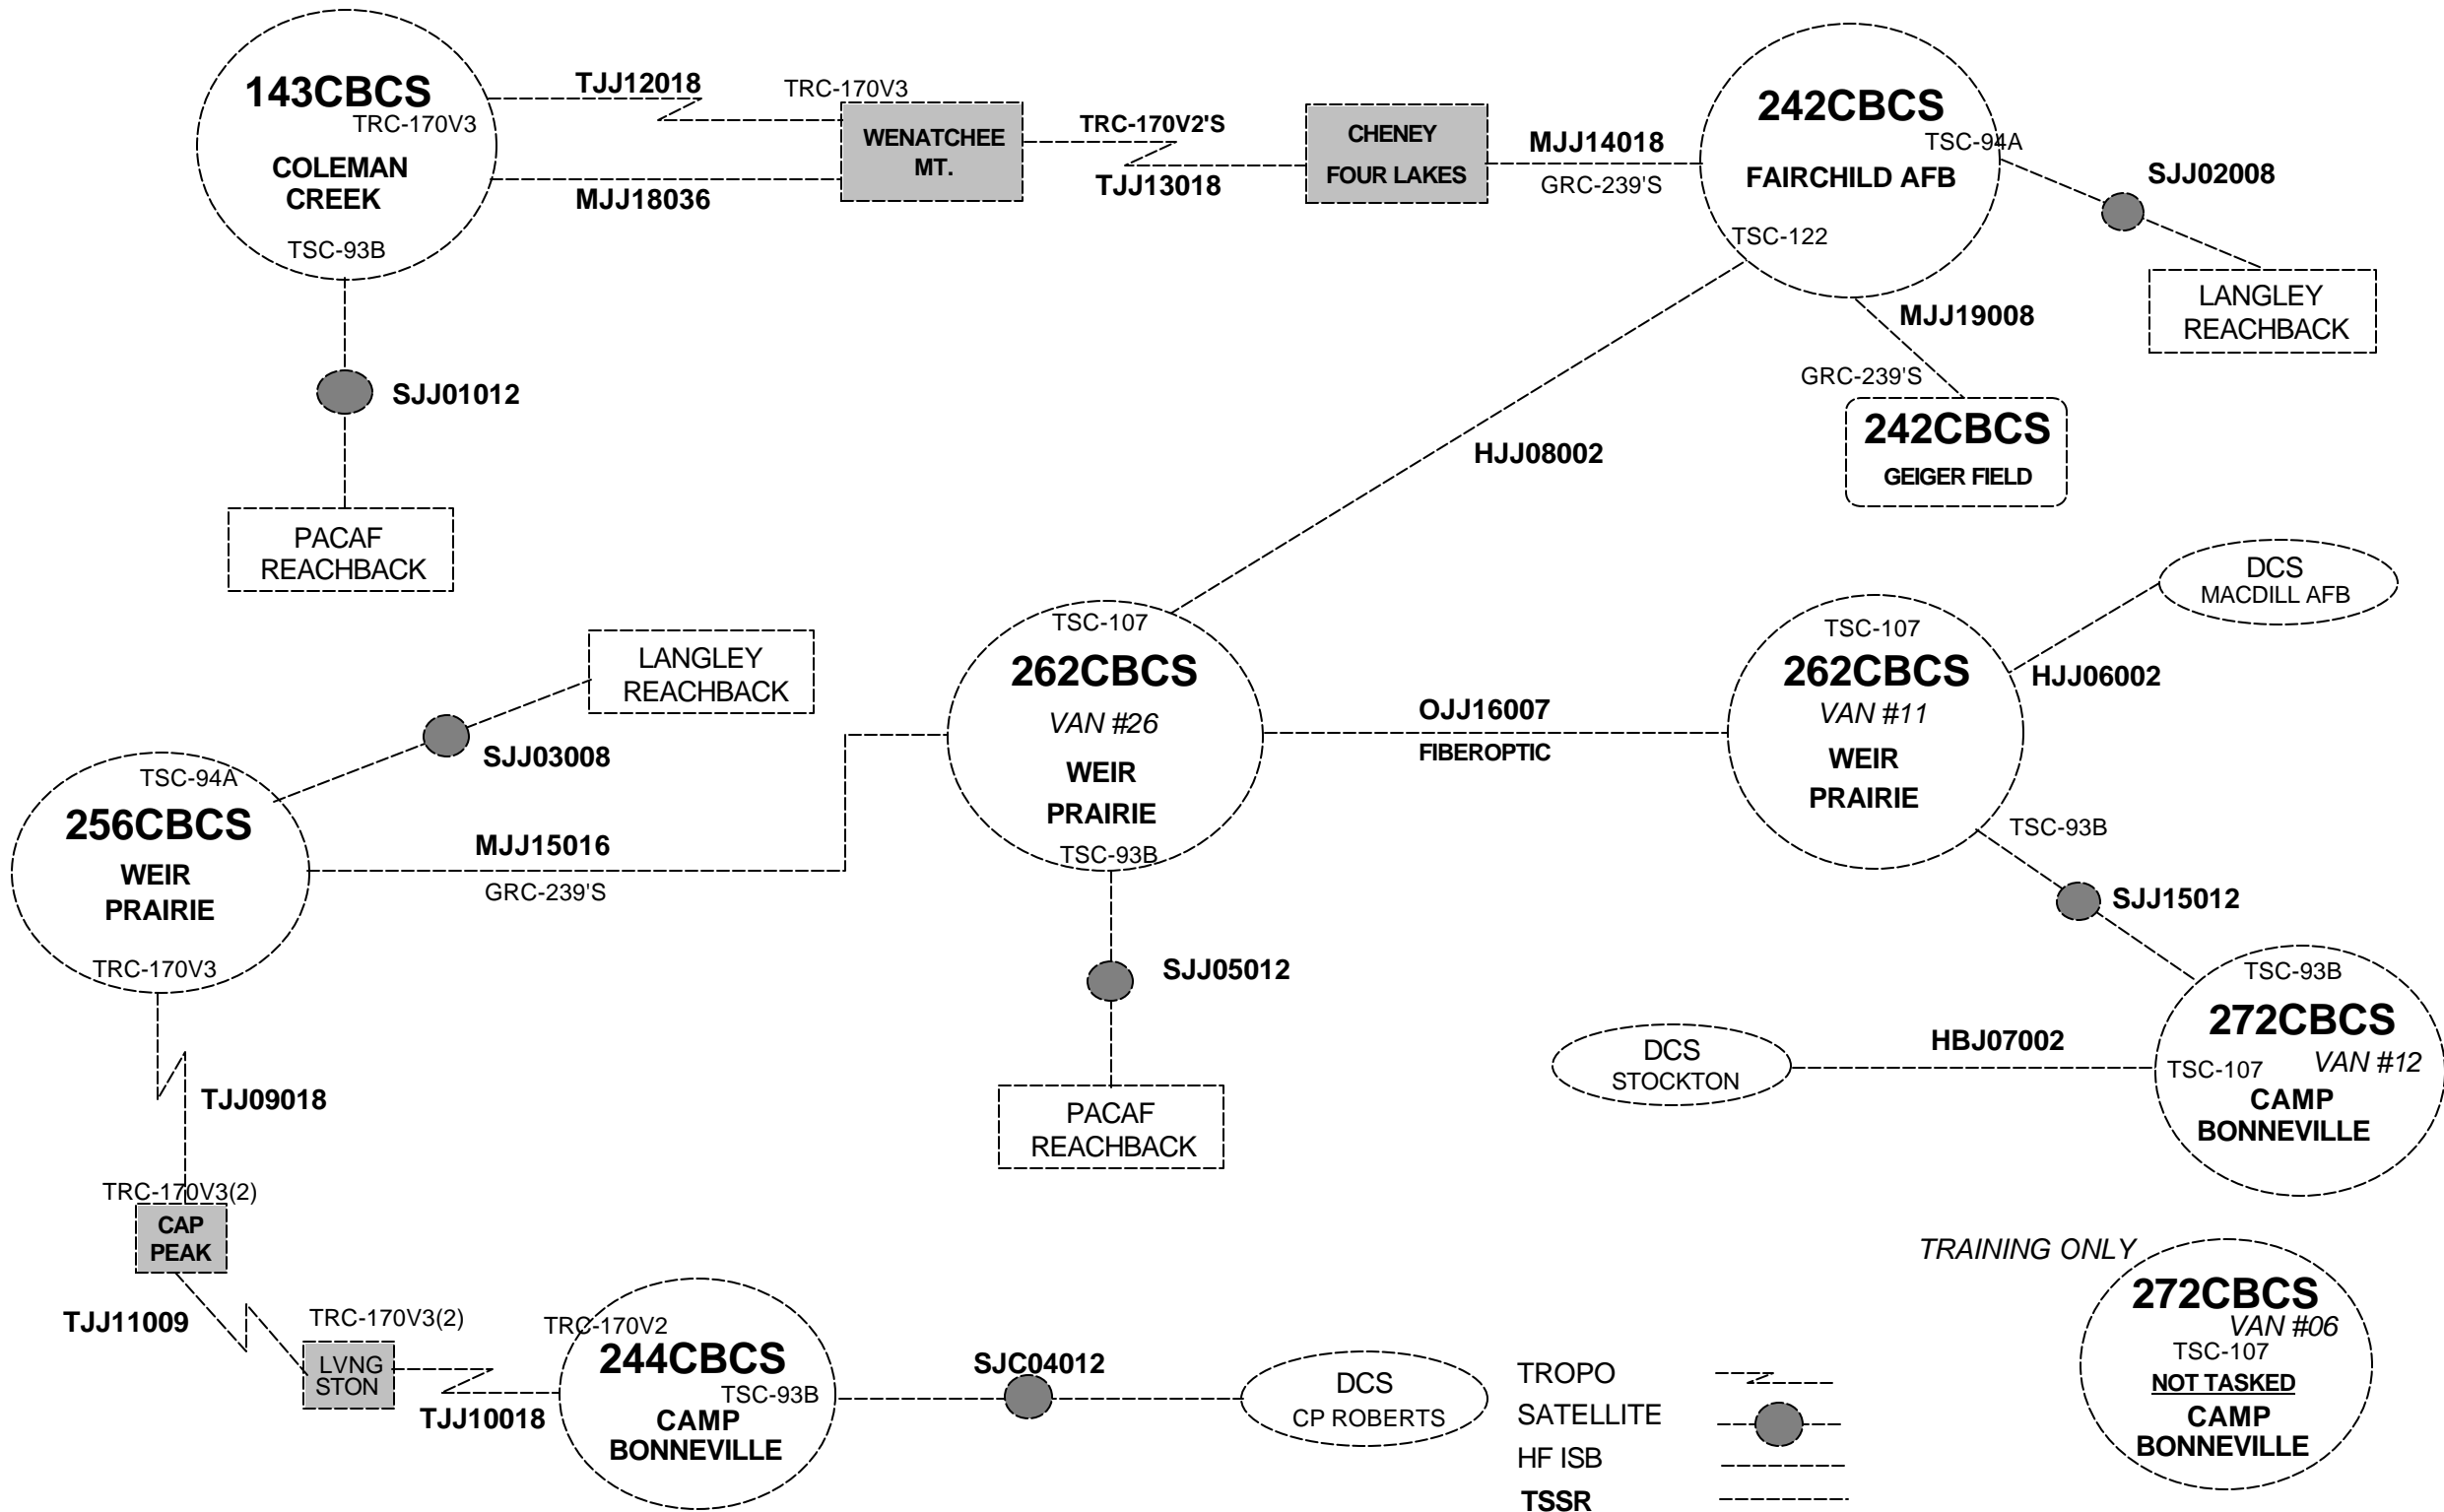 143CBCS
TRC-170V3
COLEMAN
CREEK
TSC-93B
TJJ12018
MJJ18036
TRC-170V3
WENATCHEE
MT.
TRC-170V2'S
TJJ13018
CHENEY
FOUR LAKES
MJJ14018
GRC-239'S
242CBCS
TSC-94A
FAIRCHILD AFB
TSC-122
SJJ02008
LANGLEY
REACHBACK
MJJ19008
GRC-239'S
242CBCS
GEIGER FIELD
SJJ01012
PACAF
REACHBACK
HJJ08002
DCS
MACDILL AFB
HJJ06002
LANGLEY
REACHBACK
SJJ03008
TSC-107
262CBCS
VAN #26
WEIR
PRAIRIE
TSC-93B
OJJ16007
FIBEROPTIC
TSC-107
262CBCS
VAN #11
WEIR
PRAIRIE
TSC-93B
SJJ15012
TSC-94A
256CBCS
WEIR
PRAIRIE
TRC-170V3
MJJ15016
GRC-239'S
SJJ05012
PACAF
REACHBACK
DCS
STOCKTON
HBJ07002
TSC-93B
272CBCS
VAN #12
TSC-107
CAMP
BONNEVILLE
TJJ09018
TRC-170V3(2)
CAP
PEAK
TJJ11009
TRC-170V3(2)
LVNG
STON
TJJ10018
TRC-170V2
244CBCS
TSC-93B
CAMP
BONNEVILLE
SJC04012
DCS
CP ROBERTS
TROPO
SATELLITE
HF ISB
TSSR
TRAINING ONLY
272CBCS
VAN #06
TSC-107
NOT TASKED
CAMP
BONNEVILLE